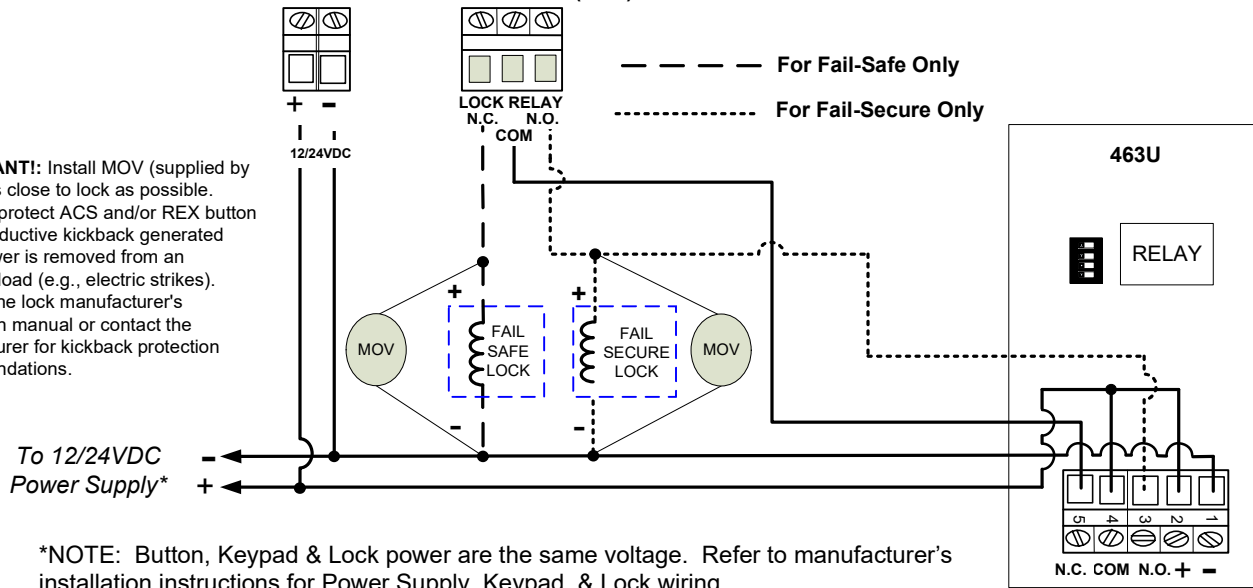 + -
12/24VDC
LOCK RELAY
N.C. N.O.
COM
For Fail-Safe Only
For Fail-Secure Only
463U
RELAY
ANT!: Install MOV (supplied by
s close to lock as possible.
protect ACS and/or REX button
ductive kickback generated
wer is removed from an
load (e.g., electric strikes).
he lock manufacturer's
n manual or contact the
urer for kickback protection
ndations.
MOV
+
FAIL
SAFE
LOCK
-
+
FAIL
SECURE
LOCK
-
MOV
To 12/24VDC -
Power Supply* +
5 4 3 2 1
N.C. COM N.O. + -
*NOTE: Button, Keypad & Lock power are the same voltage. Refer to manufacturer's
installation instructions for Power Supply, Keypad, & Lock wiring